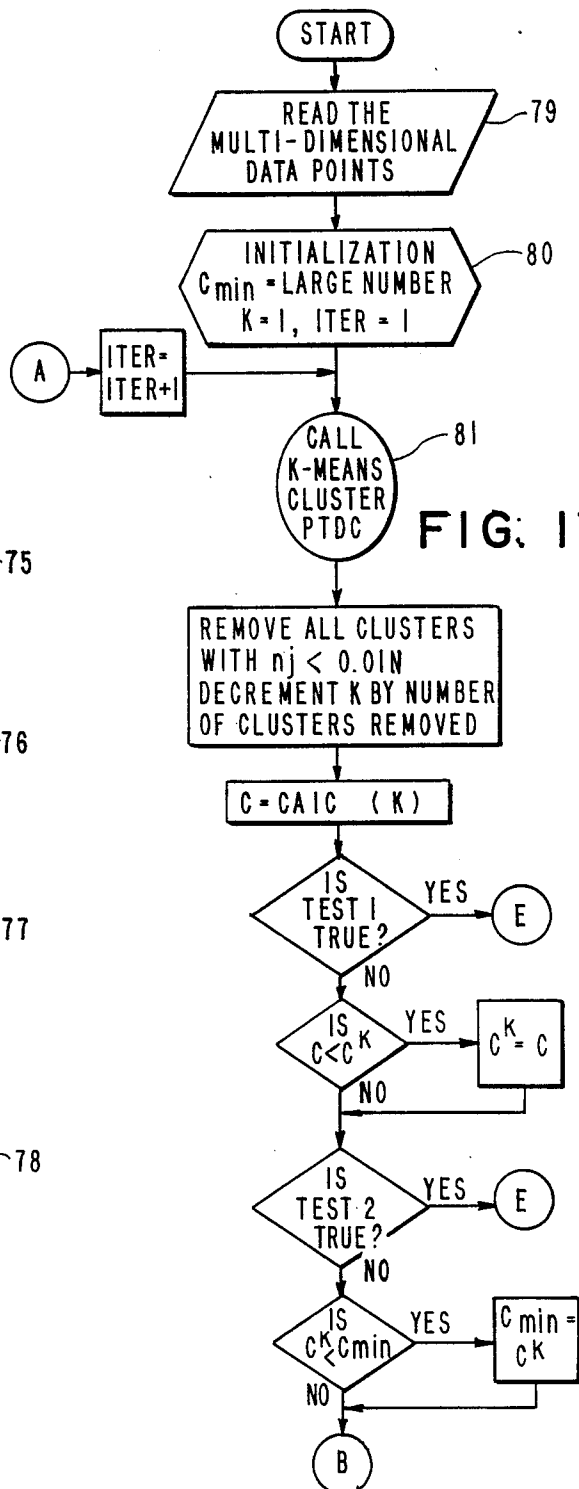 START
READ THE
MULTI-DIMENSIONAL
DATA POINTS
79
INITIALIZATION
Cmin = LARGE NUMBER
K=1, ITER = 1
80
A
ITER=
ITER+1
CALL
K-MEANS
CLUSTER
PTDC
81
FIG. 1
75
REMOVE ALL CLUSTERS
WITH nj < 0.01N
DECREMENT K BY NUMBER
OF CLUSTERS REMOVED
76
C=CAIC (K)
IS
TEST 1
TRUE?
YES
E
77
NO
IS
C<C^K
YES
C^K = C
NO
78
IS
TEST 2
TRUE?
YES
E
NO
IS
C^K<Cmin
YES
Cmin=
C^K
NO
B